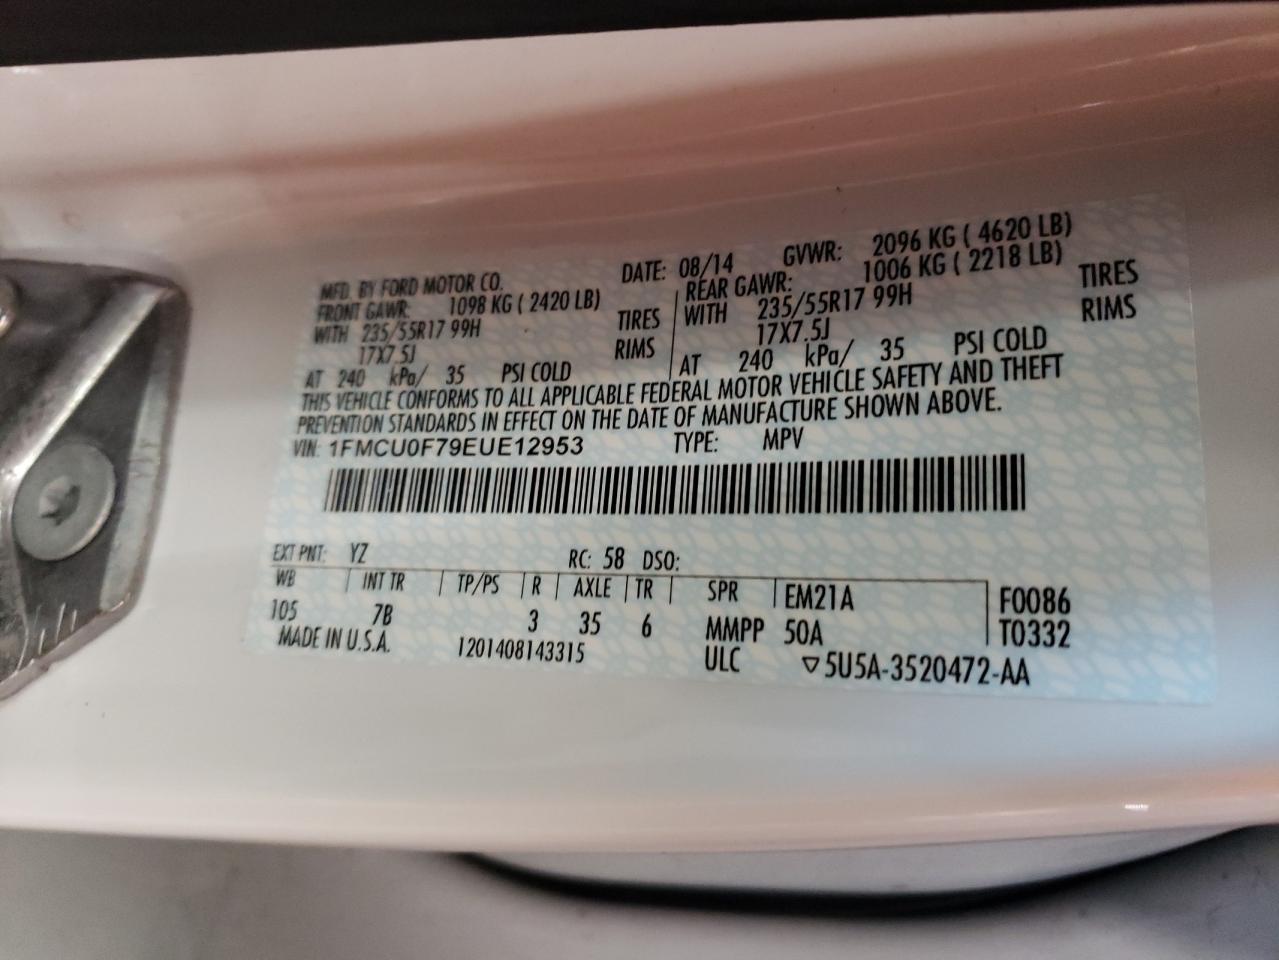 MFD. BY FORD MOTOR CO. DATE: 08/14 GVWR: 2096 KG ( 4620 LB)
FRONT GAWR: 1098 KG ( 2420 LB) REAR GAWR: 1006 KG ( 2218 LB)
WITH 235/55R17 99H TIRES WITH 235/55R17 99H TIRES
17X7.5J RIMS 17X7.5J RIMS
AT 240 kPa/ 35 PSI COLD AT 240 kPa/ 35 PSI COLD
THIS VEHICLE CONFORMS TO ALL APPLICABLE FEDERAL MOTOR VEHICLE SAFETY AND THEFT
PREVENTION STANDARDS IN EFFECT ON THE DATE OF MANUFACTURE SHOWN ABOVE.
VIN: 1FMCU0F79EUE12953 TYPE: MPV
EXT PNT: YZ RC: 58 DSO:
WB INT TR TP/PS R AXLE TR SPR EM21A F0086
105 7B 3 35 6 MMPP 50A T0332
MADE IN U.S.A. 1201408143315 ULC ▽5U5A-3520472-AA